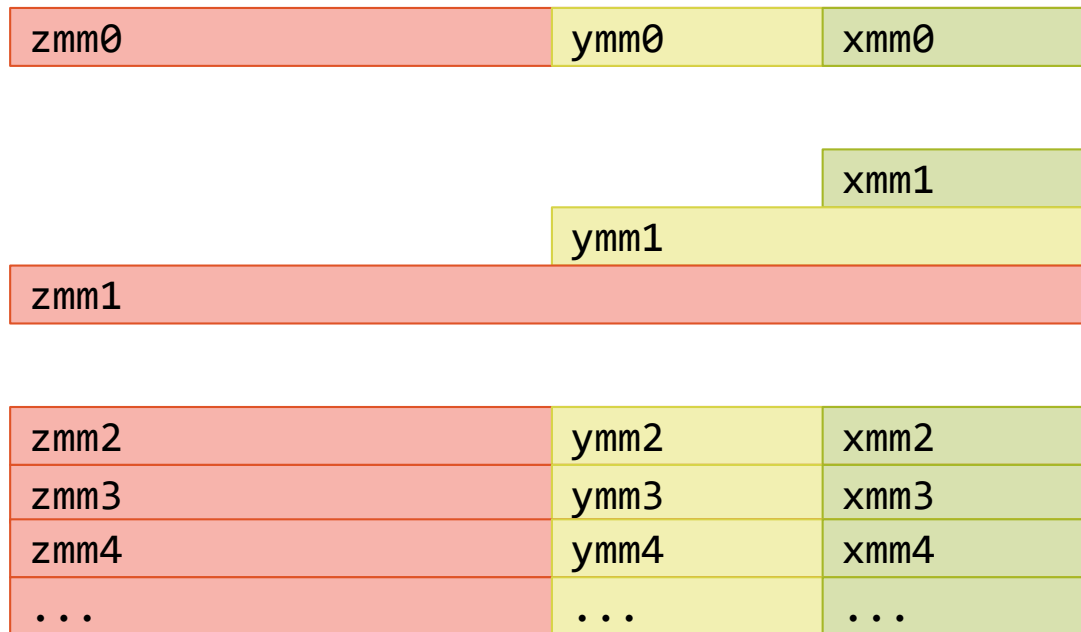 zmm0 ymm0 xmm0
xmm1
ymm1
zmm1
zmm2 ymm2 xmm2
zmm3 ymm3 xmm3
zmm4 ymm4 xmm4
... ... ...